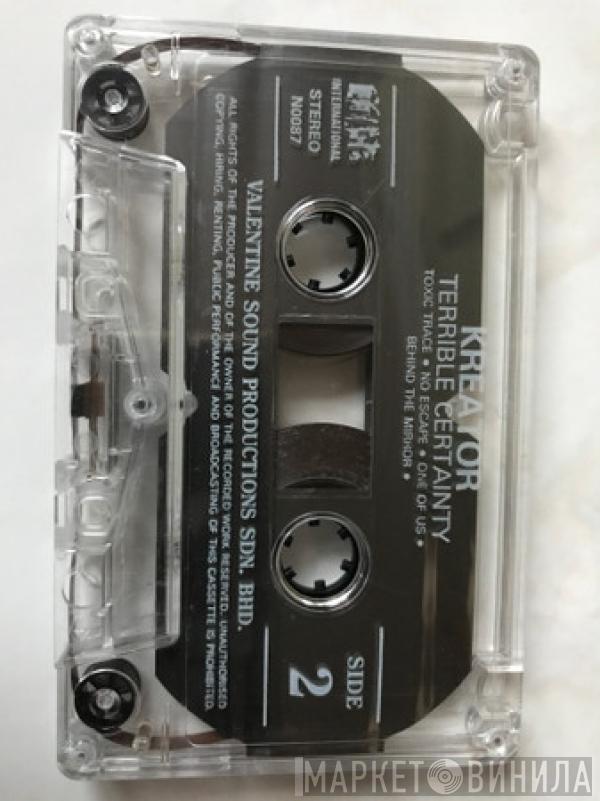 KREATOR
TERRIBLE CERTAINTY
TOXIC TRACE • NO ESCAPE • ONE OF US •
BEHIND THE MIRROR •
INTERNATIONAL
STEREO
N0087
SIDE
2
VALENTINE SOUND PRODUCTIONS SDN. BHD.
ALL RIGHTS OF THE PRODUCER AND OF THE OWNER OF THE RECORDED WORK RESERVED. UNAUTHORISED
COPYING, HIRING, RENTING, PUBLIC PERFORMANCE AND BROADCASTING OF THIS CASSETTE IS PROHIBITED.
МАРКЕТ ВИНИЛА